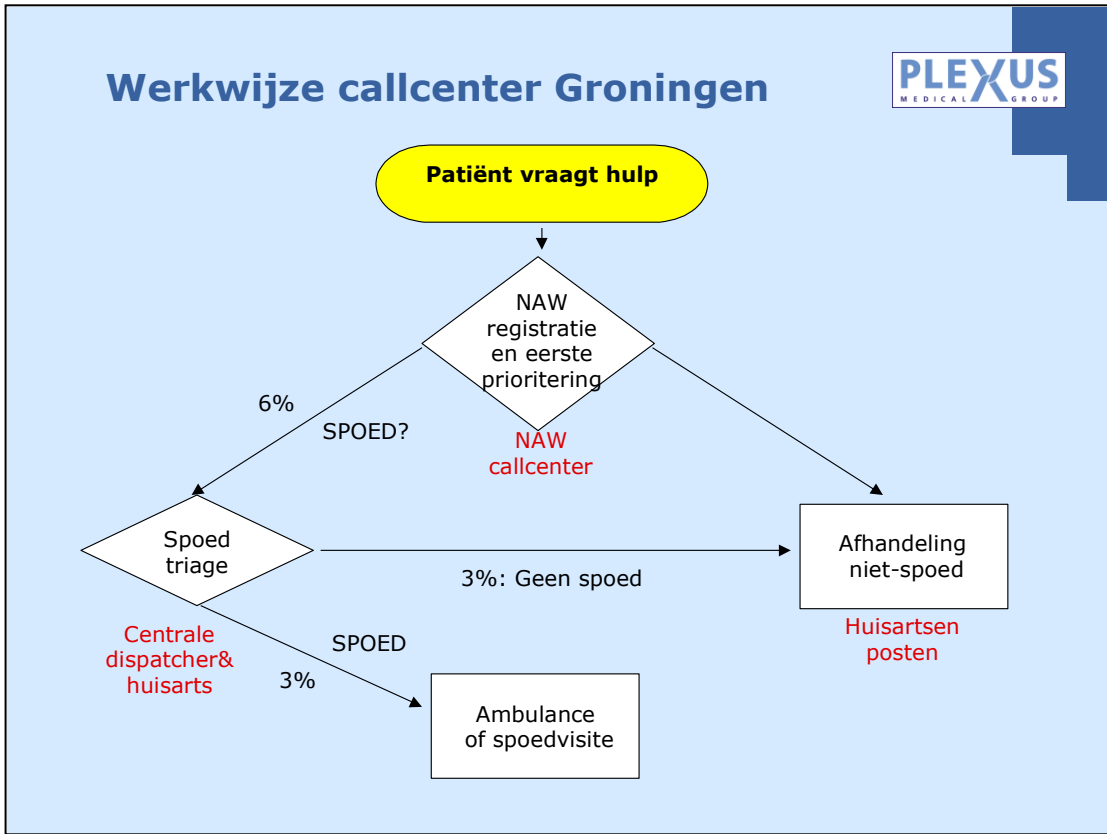 Werkwijze callcenter Groningen
PLEXUS
MEDICAL GROUP
Patiënt vraagt hulp
NAW
registratie
en eerste
prioritering
6%
SPOED?
NAW
callcenter
Spoed
triage
3%: Geen spoed
Afhandeling
niet-spoed
Centrale
dispatcher&
huisarts
SPOED
3%
Huisartsen
posten
Ambulance
of spoedvisite